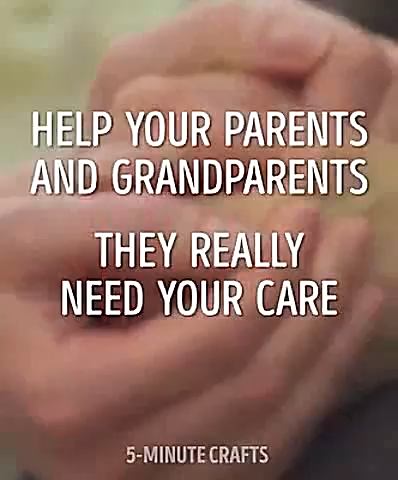 HELP YOUR PARENTS
AND GRANDPARENTS
THEY REALLY
NEED YOUR CARE
5-MINUTE CRAFTS